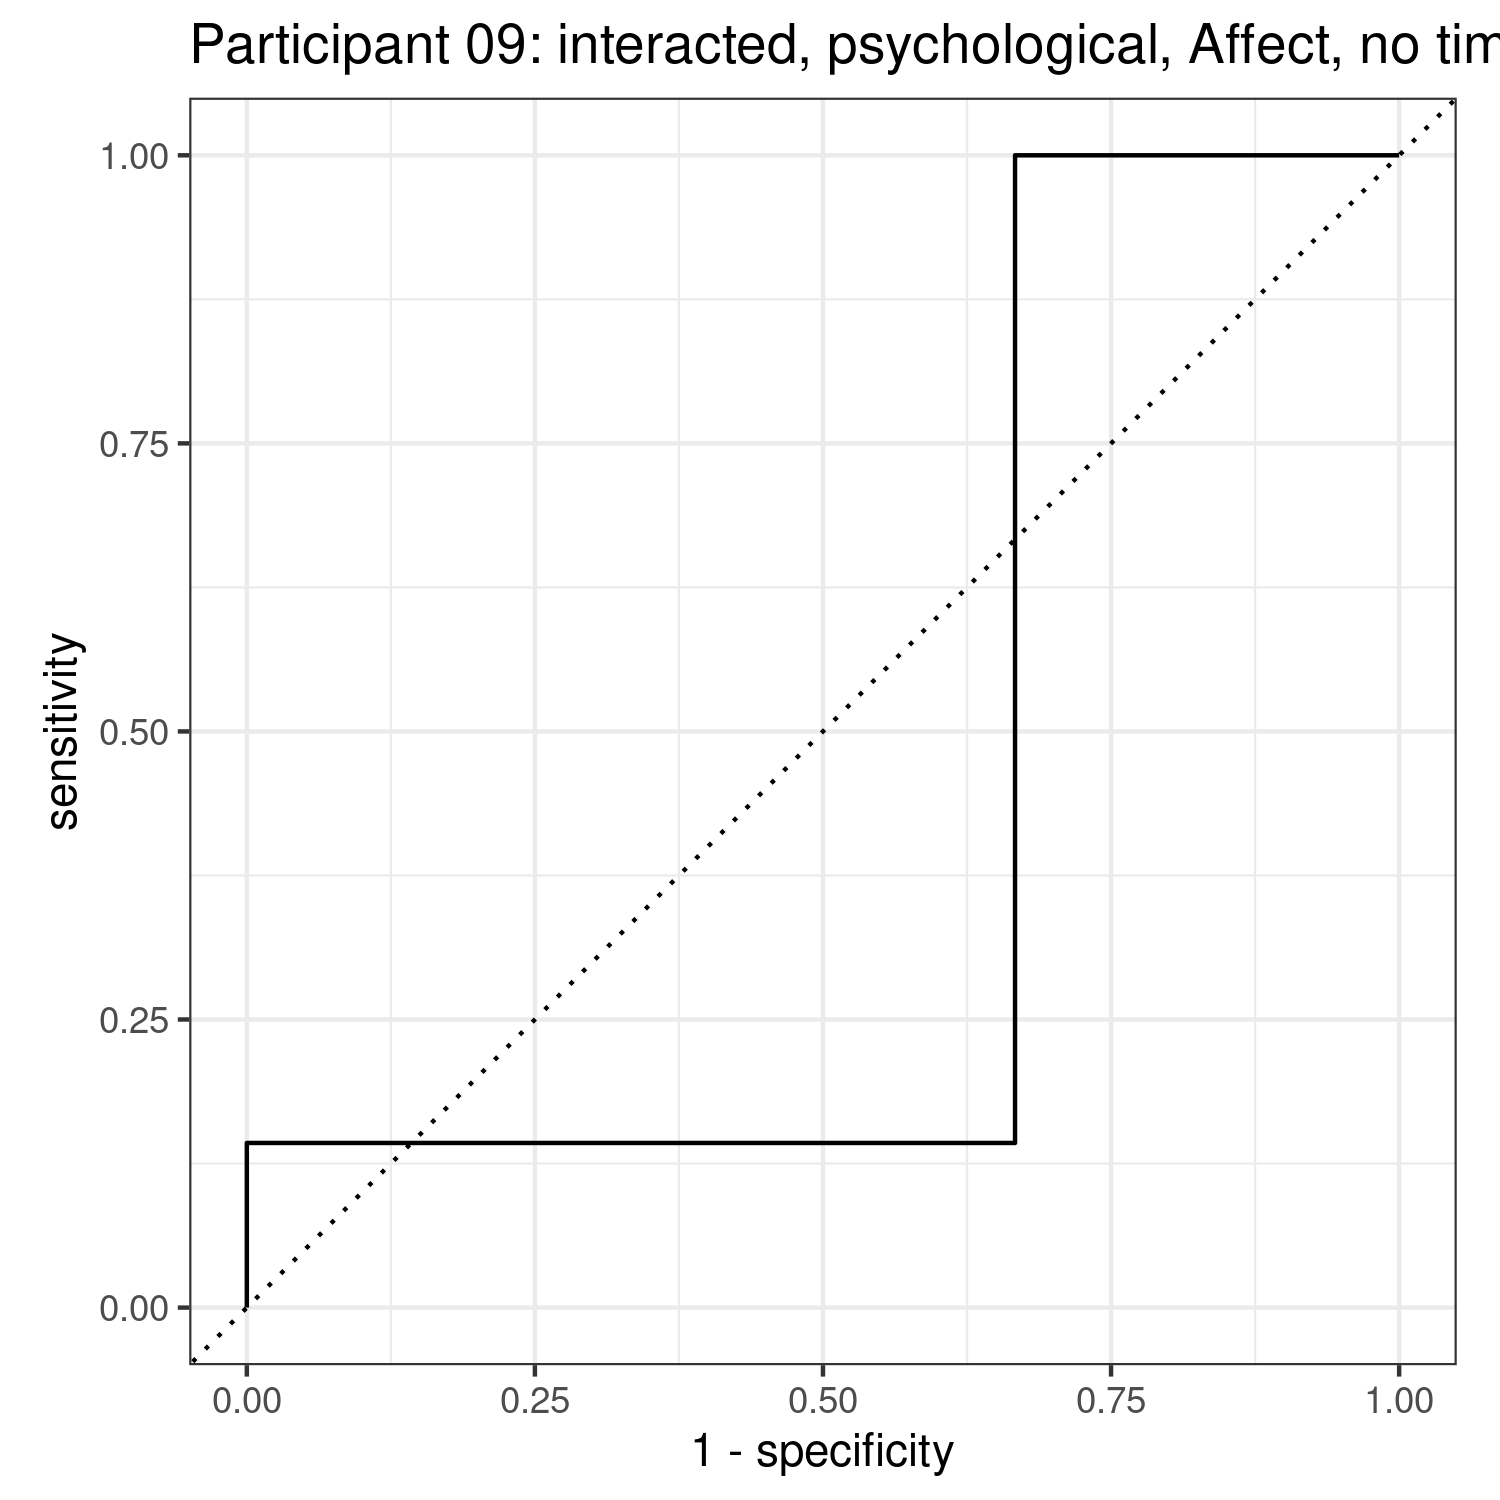 Participant 09: interacted, psychological, Affect, no tim
1.00
0.75
0.50
0.25
0.00
sensitivity
0.00 0.25 0.50 0.75 1.00
1 - specificity